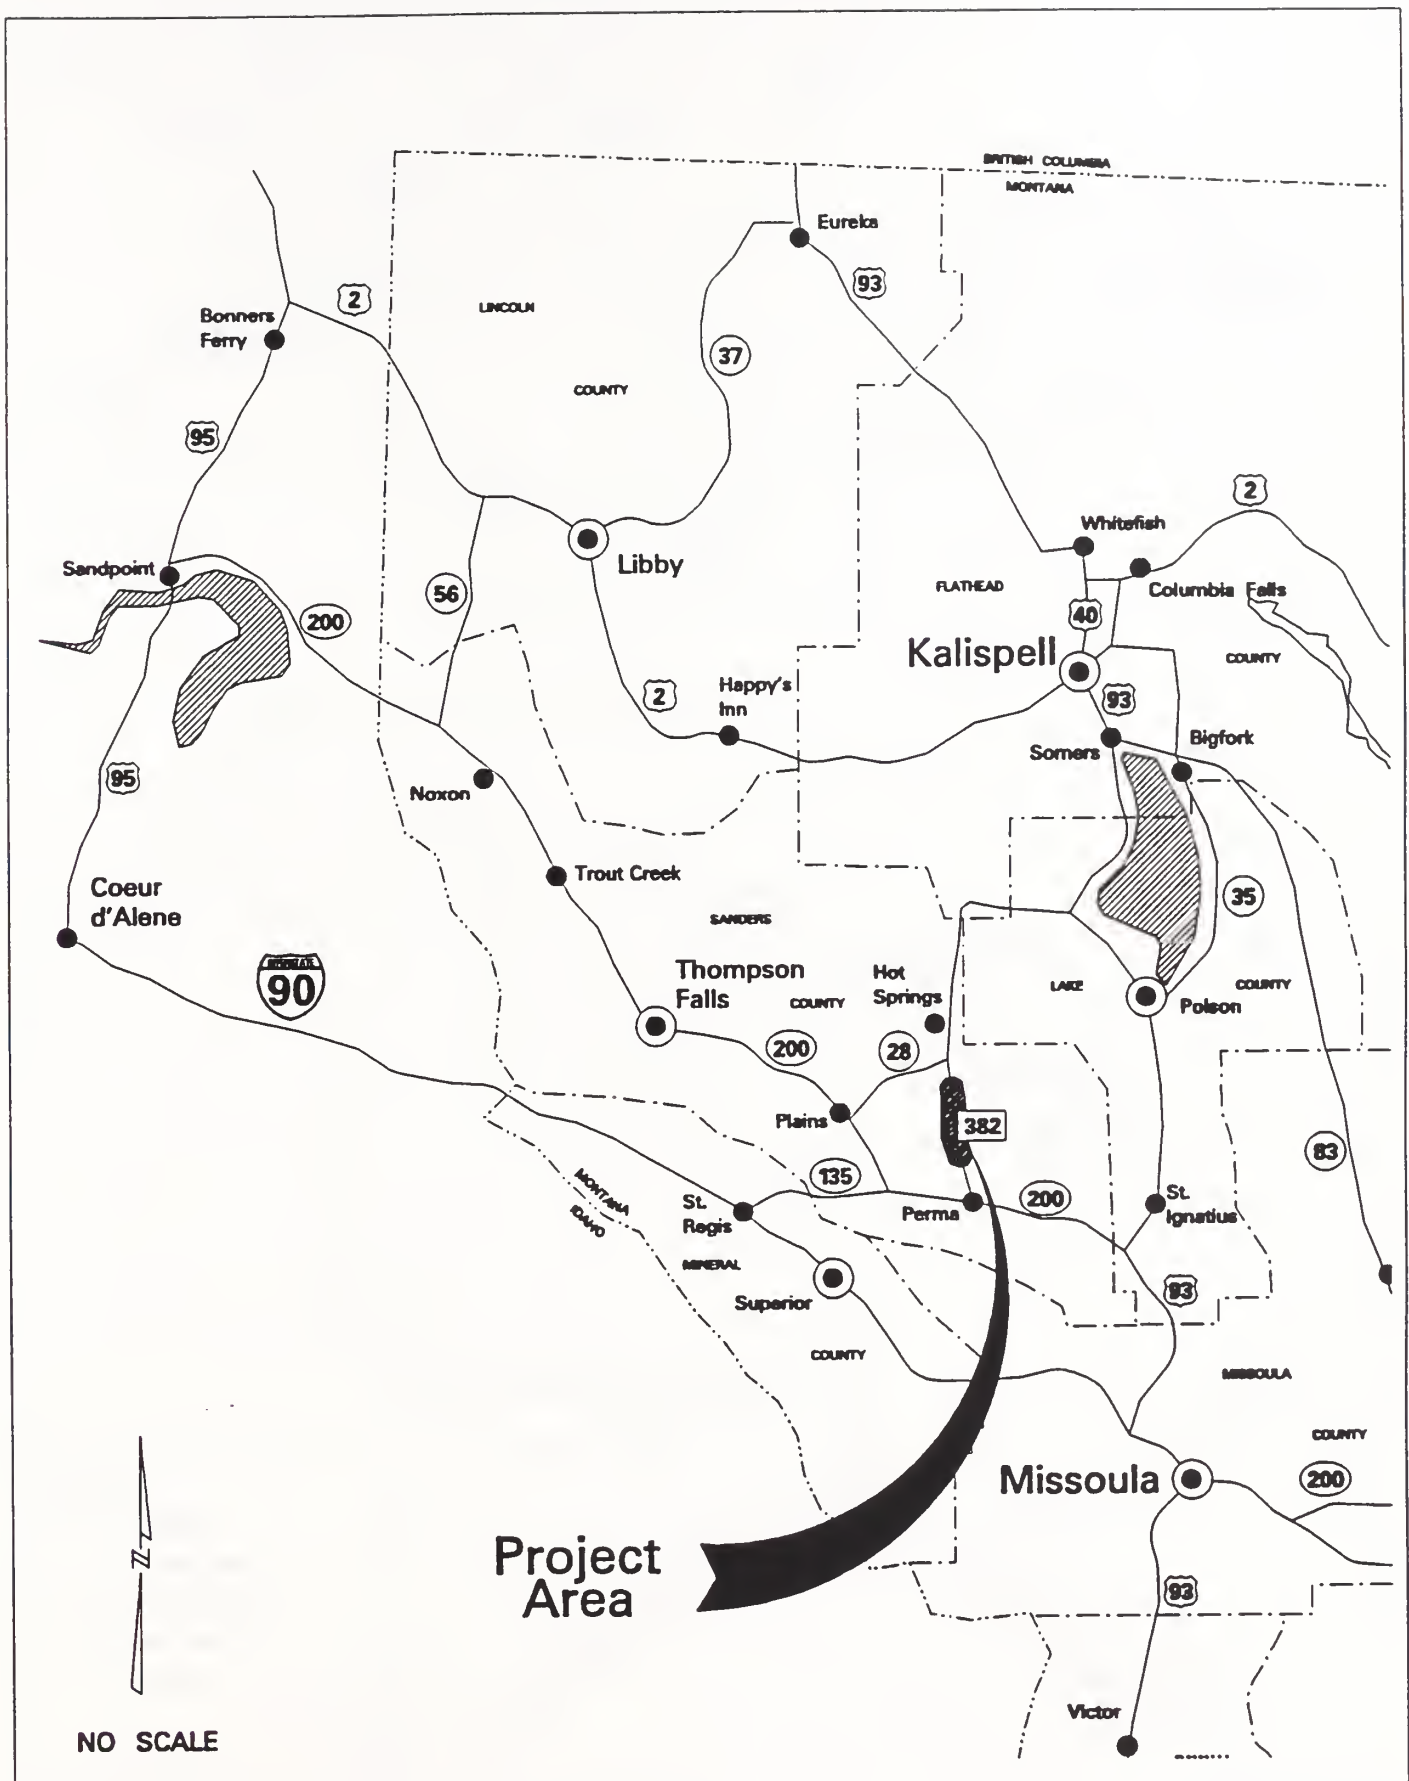 BRITISH COLUMBIA
MONTANA
Eureka
93
2
LINCOLN
Bonners
Ferry
37
COUNTY
95
2
Whitefish
Libby
Sandpoint
FLATHEAD
Columbia Falls
56
40
200
Kalispell
COUNTY
Happy's
Inn
2
93
Somers
Bigfork
95
Noxon
Trout Creek
Coeur
d'Alene
35
SANDERS
INTERSTATE
90
Thompson
Falls
COUNTY
Hot
Springs
LAKE
COUNTY
Polson
200
28
Plains
382
83
135
MONTANA
IDAHO
St.
Regis
Perma
200
St.
Ignatius
MINERAL
93
Superior
COUNTY
MISSOULA
COUNTY
Missoula
200
Project
Area
N
93
Victor
NO SCALE